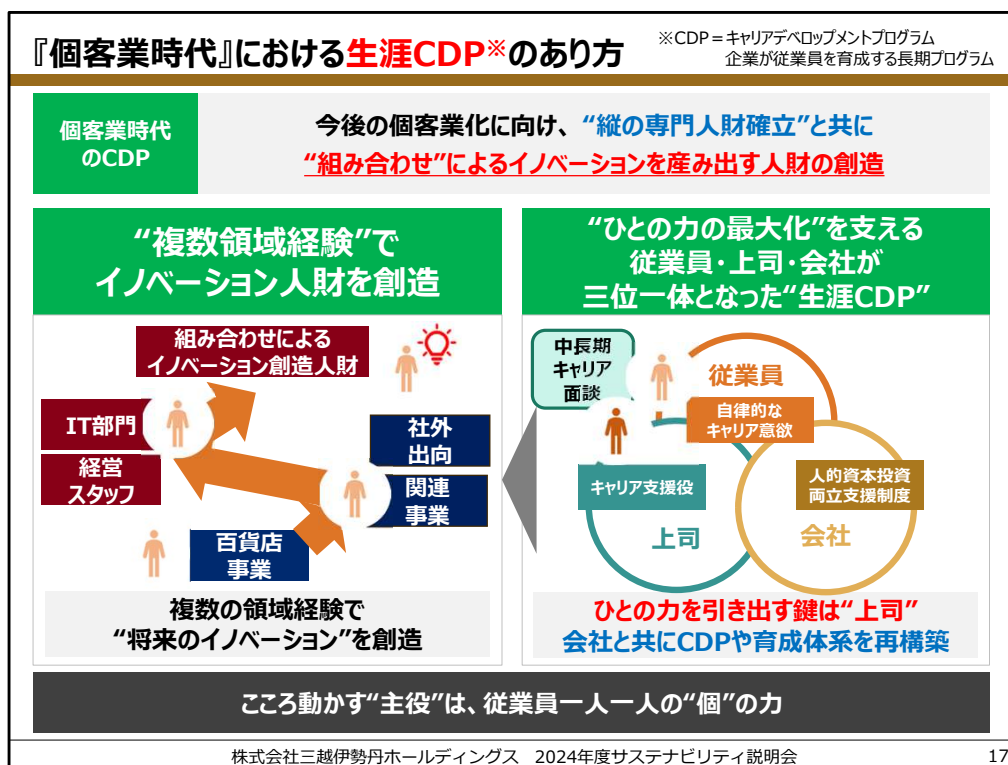 『個客業時代』における生涯CDP※のあり方
※CDP=キャリアデベロップメントプログラム
企業が従業員を育成する長期プログラム
個客業時代
のCDP
今後の個客業化に向け、“縦の専門人財確立”と共に
“組み合わせ”によるイノベーションを産み出す人財の創造
“複数領域経験”で
イノベーション人財を創造
組み合わせによる
イノベーション創造人財
IT部門
経営
スタッフ
社外
出向
関連
事業
百貨店
事業
複数の領域経験で
“将来のイノベーション”を創造
“ひとの力の最大化”を支える
従業員・上司・会社が
三位一体となった“生涯CDP”
中長期
キャリア
面談
従業員
自律的な
キャリア意欲
キャリア支援役
人的資本投資
両立支援制度
上司
会社
ひとの力を引き出す鍵は“上司”
会社と共にCDPや育成体系を再構築
こころ動かす“主役”は、従業員一人一人の“個”の力
株式会社三越伊勢丹ホールディングス 2024年度サステナビリティ説明会
17